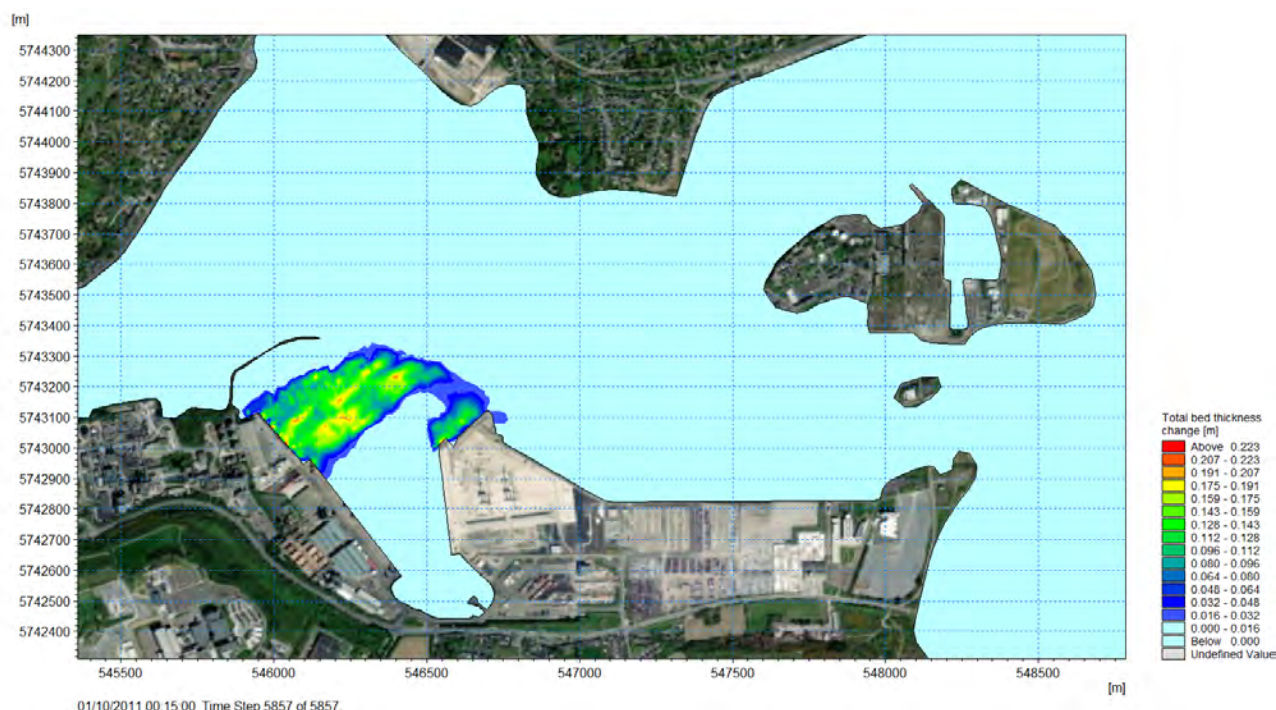 [m]
5744300
5744200
5744100
5744000
5743900
5743800
5743700
5743600
5743500
5743400
5743300
5743200
5743100
5743000
5742900
5742800
5742700
5742600
5742500
5742400
545500 546000 546500 547000 547500 548000 548500
[m]
01/10/2011 00:15:00 Time Step 5857 of 5857.
Total bed thickness
change [m]
Above 0.223
0.207 - 0.223
0.191 - 0.207
0.175 - 0.191
0.159 - 0.175
0.143 - 0.159
0.128 - 0.143
0.112 - 0.128
0.096 - 0.112
0.080 - 0.096
0.064 - 0.080
0.048 - 0.064
0.032 - 0.048
0.016 - 0.032
0.000 - 0.016
Below 0.000
Undefined Value